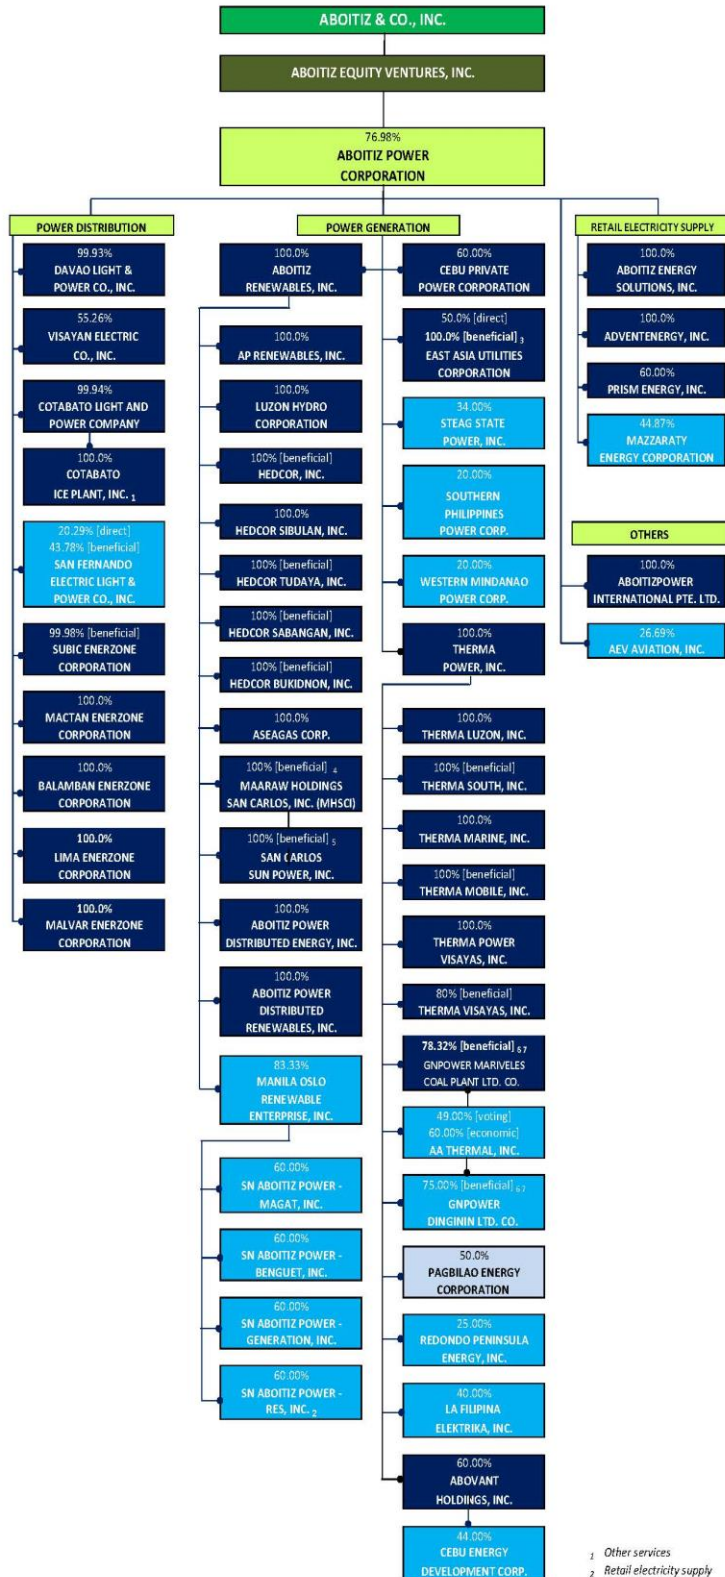 ABOITIZ & CO., INC.
ABOITIZ EQUITY VENTURES, INC.
76.98%
ABOITIZ POWER
CORPORATION
POWER DISTRIBUTION
99.93%
DAVAO LIGHT &
POWER CO., INC.
55.26%
VISAYAN ELECTRIC
CO., INC.
99.94%
COTABATO LIGHT AND
POWER COMPANY
100.0%
COTABATO
ICE PLANT, INC. 1
20.29% [direct]
43.78% [beneficial]
SAN FERNANDO
ELECTRIC LIGHT &
POWER CO., INC.
99.98% [beneficial]
SUBIC ENERZONE
CORPORATION
100.0%
MACTAN ENERZONE
CORPORATION
100.0%
BALAMBAN ENERZONE
CORPORATION
100.0%
LIMA ENERZONE
CORPORATION
100.0%
MALVAR ENERZONE
CORPORATION
POWER GENERATION
100.0%
ABOITIZ
RENEWABLES, INC.
100.0%
AP RENEWABLES, INC.
100.0%
LUZON HYDRO
CORPORATION
100% [beneficial]
HEDCOR, INC.
100.0%
HEDCOR SIBULAN, INC.
100% [beneficial]
HEDCOR TUDAYA, INC.
100% [beneficial]
HEDCOR SABANGAN, INC.
100% [beneficial]
HEDCOR BUKIDNON, INC.
100.0%
ASEAGAS CORP.
100% [beneficial] 4
MAARAW HOLDINGS
SAN CARLOS, INC. (MHSCI)
100% [beneficial] 5
SAN CARLOS
SUN POWER, INC.
100.0%
ABOITIZ POWER
DISTRIBUTED ENERGY, INC.
100.0%
ABOITIZ POWER
DISTRIBUTED
RENEWABLES, INC.
83.33%
MANILA OSLO
RENEWABLE
ENTERPRISE, INC.
60.00%
SN ABOITIZ POWER -
MAGAT, INC.
60.00%
SN ABOITIZ POWER -
BENGUET, INC.
60.00%
SN ABOITIZ POWER -
GENERATION, INC.
60.00%
SN ABOITIZ POWER -
RES, INC. 2
60.00%
CEBU PRIVATE
POWER CORPORATION
50.0% [direct]
100.0% [beneficial] 3
EAST ASIA UTILITIES
CORPORATION
34.00%
STEAG STATE
POWER, INC.
20.00%
SOUTHERN
PHILIPPINES
POWER CORP.
20.00%
WESTERN MINDANAO
POWER CORP.
100.0%
THERMA
POWER, INC.
100.0%
THERMA LUZON, INC.
100% [beneficial]
THERMA SOUTH, INC.
100.0%
THERMA MARINE, INC.
100% [beneficial]
THERMA MOBILE, INC.
100.0%
THERMA POWER
VISAYAS, INC.
80% [beneficial]
THERMA VISAYAS, INC.
78.32% [beneficial] 6 7
GNPOWER MARIVELES
COAL PLANT LTD. CO.
49.00% [voting]
60.00% [economic]
AA THERMAL, INC.
75.00% [beneficial] 6 7
GNPOWER
DINGININ LTD. CO.
50.0%
PAGBILAO ENERGY
CORPORATION
25.00%
REDONDO PENINSULA
ENERGY, INC.
40.00%
LA FILIPINA
ELEKTRIKA, INC.
60.00%
ABOVANT
HOLDINGS, INC.
44.00%
CEBU ENERGY
DEVELOPMENT CORP.
RETAIL ELECTRICITY SUPPLY
100.0%
ABOITIZ ENERGY
SOLUTIONS, INC.
100.0%
ADVENTENERGY, INC.
60.00%
PRISM ENERGY, INC.
44.87%
MAZZARATY
ENERGY CORPORATION
OTHERS
100.0%
ABOITIZPOWER
INTERNATIONAL PTE. LTD.
26.69%
AEV AVIATION, INC.
1 Other services
2 Retail electricity supply